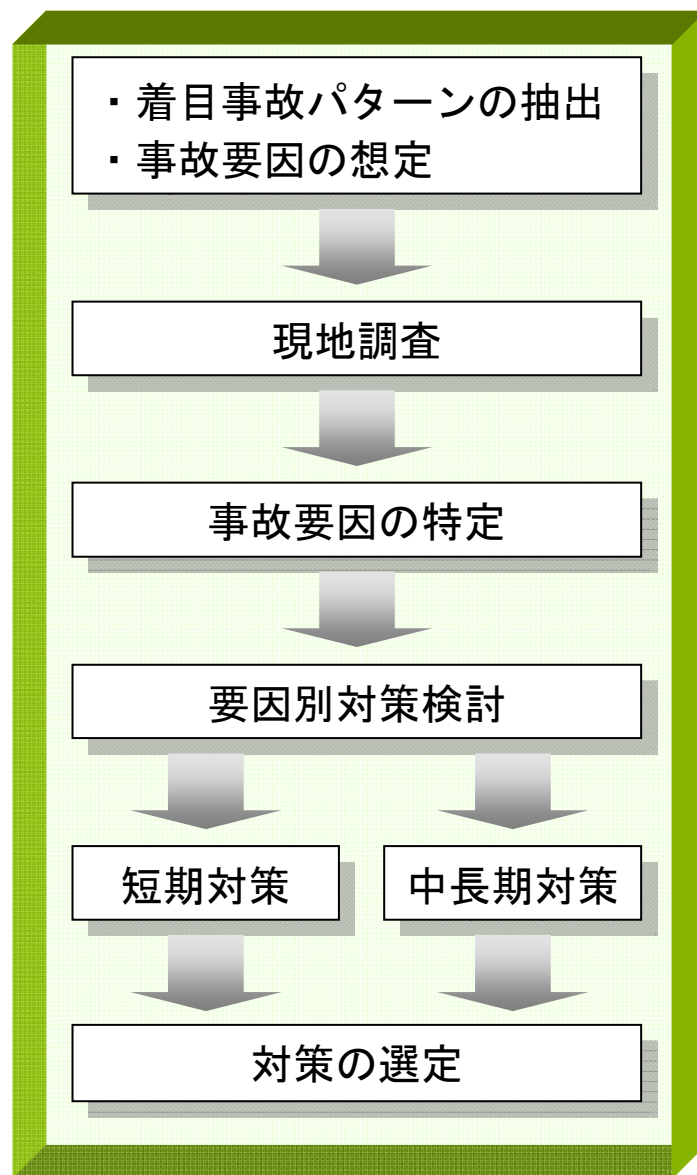 ・着目事故パターンの抽出
・事故要因の想定
現地調査
事故要因の特定
要因別対策検討
短期対策
中長期対策
対策の選定